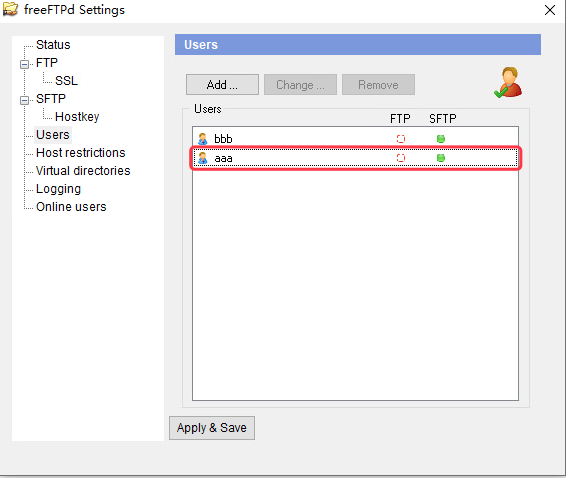 freeFTPd Settings
Status
FTP
SSL
SFTP
Hostkey
Users
Host restrictions
Virtual directories
Logging
Online users
Users
Add ...
Change ...
Remove
Users
FTP SFTP
bbb
aaa
Apply & Save